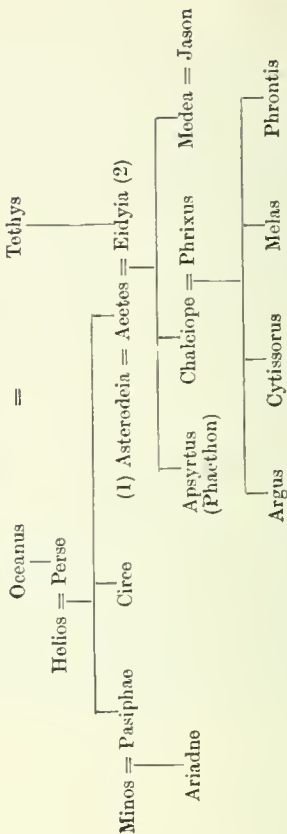 Oceanus = Tethys
Helios = Perse
Minos = Pasiphae Circe (1) Asterodeia = Aeetes = Eidyia (2)
Ariadne Apsyrtus Chalciope = Phrixus Medea = Jason
(Phaethon)
Argus Cytissorus Melas Phrontis